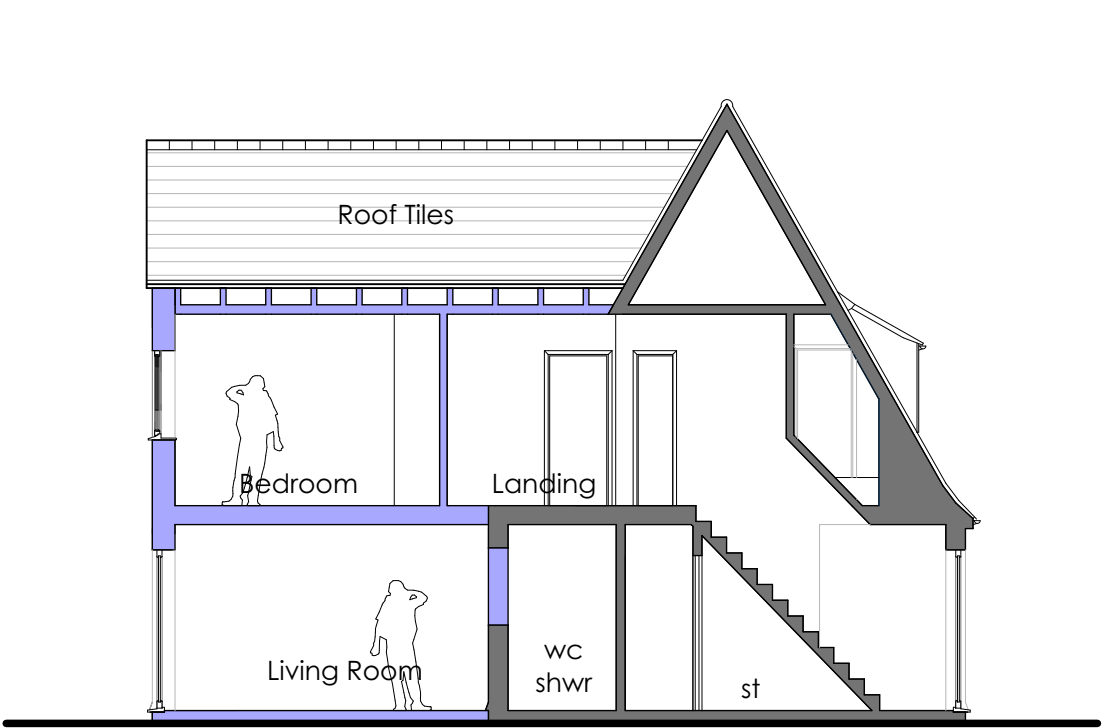 Roof Tiles
Bedroom
Landing
Living Room
wc
shwr
st